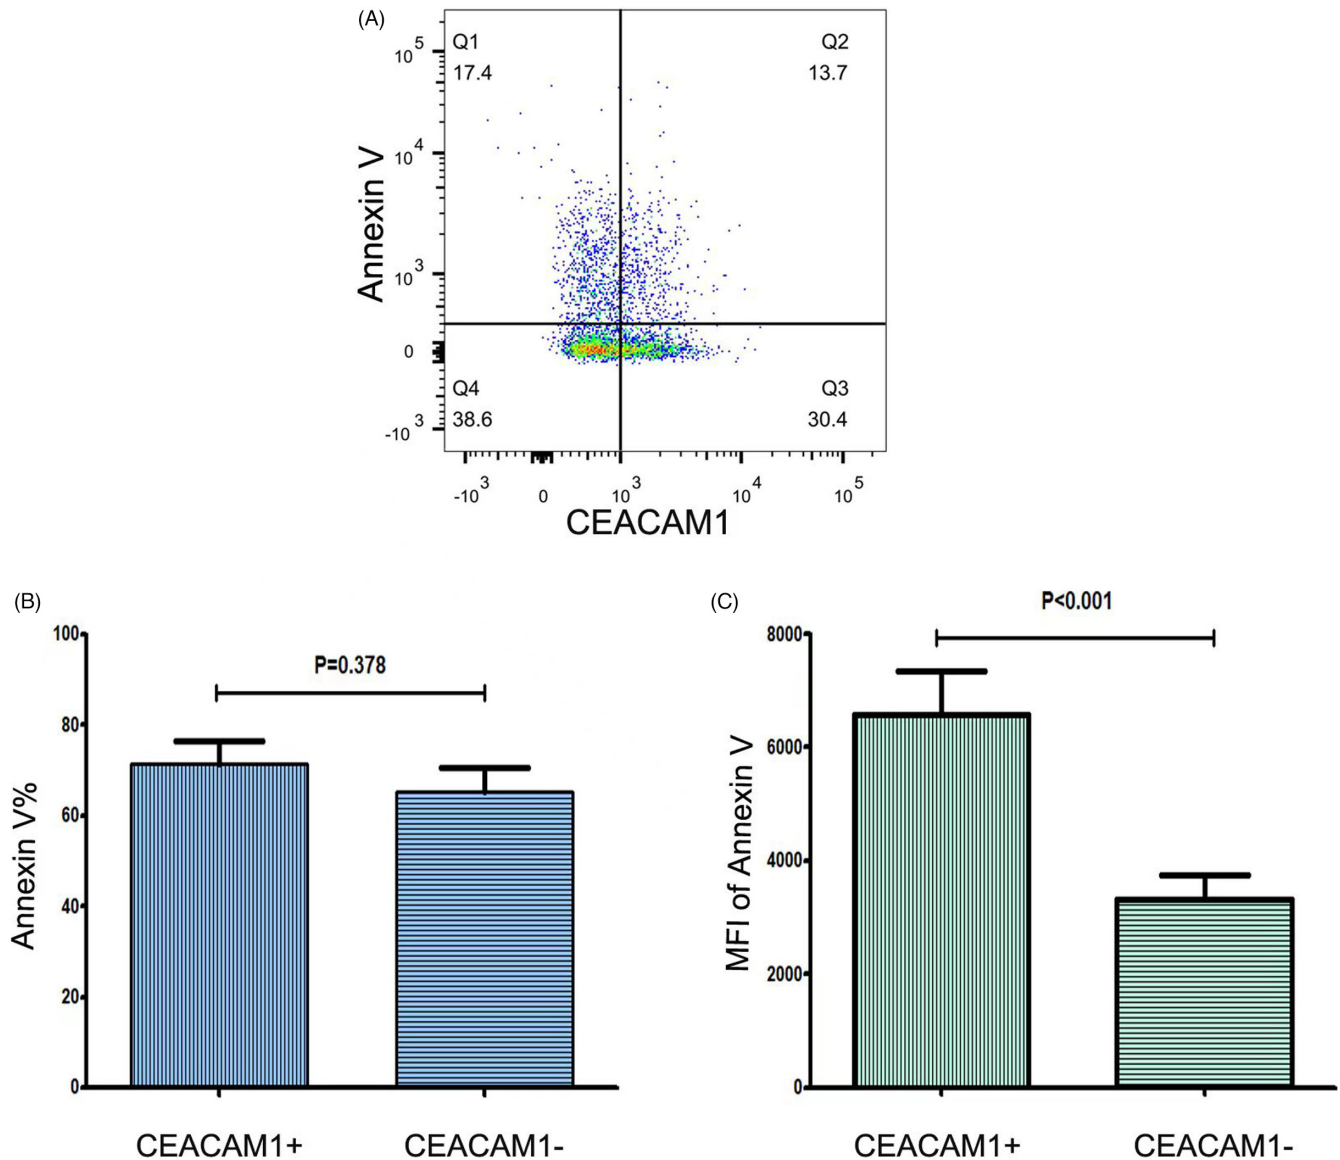 (A)
Q1
17.4
Q2
13.7
Q4
38.6
Q3
30.4
10^5
10^4
10^3
0
-10^3
Annexin V
-10^3 0 10^3 10^4 10^5
CEACAM1
(B)
P=0.378
100
80
60
40
20
0
Annexin V%
CEACAM1+ CEACAM1-
(C)
P<0.001
8000
6000
4000
2000
0
MFI of Annexin V
CEACAM1+ CEACAM1-